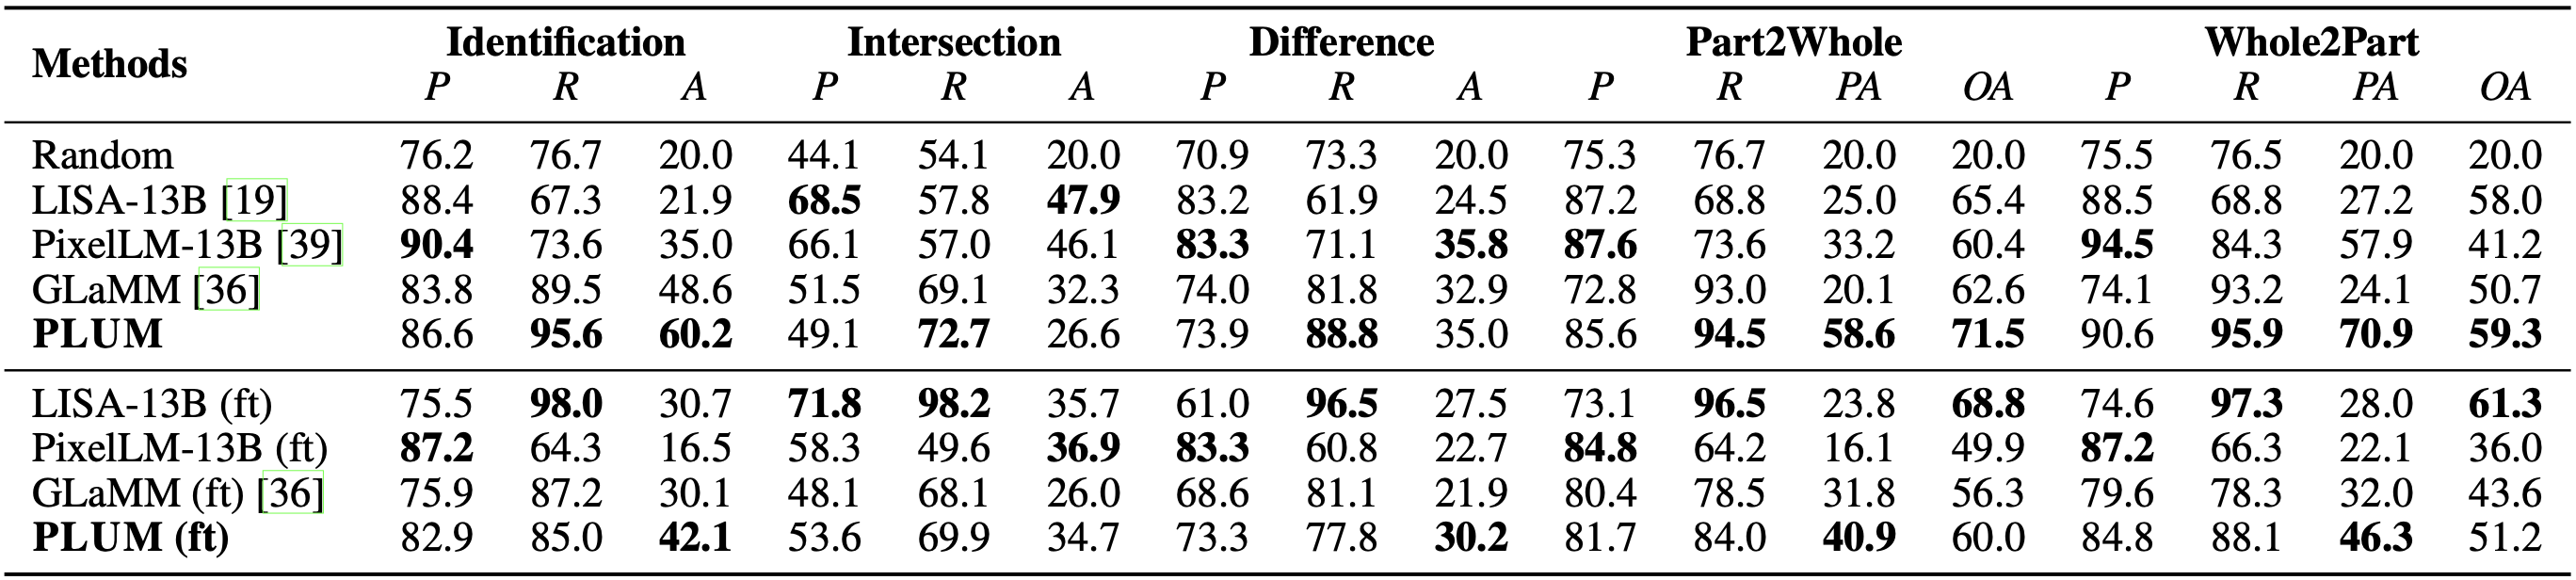 Methods Identification Intersection Difference Part2Whole Whole2Part
P R A P R A P R A P R PA OA P R PA OA
Random 76.2 76.7 20.0 44.1 54.1 20.0 70.9 73.3 20.0 75.3 76.7 20.0 20.0 75.5 76.5 20.0 20.0
LISA-13B [19] 88.4 67.3 21.9 68.5 57.8 47.9 83.2 61.9 24.5 87.2 68.8 25.0 65.4 88.5 68.8 27.2 58.0
PixelLM-13B [39] 90.4 73.6 35.0 66.1 57.0 46.1 83.3 71.1 35.8 87.6 73.6 33.2 60.4 94.5 84.3 57.9 41.2
GLaMM [36] 83.8 89.5 48.6 51.5 69.1 32.3 74.0 81.8 32.9 72.8 93.0 20.1 62.6 74.1 93.2 24.1 50.7
PLUM 86.6 95.6 60.2 49.1 72.7 26.6 73.9 88.8 35.0 85.6 94.5 58.6 71.5 90.6 95.9 70.9 59.3
LISA-13B (ft) 75.5 98.0 30.7 71.8 98.2 35.7 61.0 96.5 27.5 73.1 96.5 23.8 68.8 74.6 97.3 28.0 61.3
PixelLM-13B (ft) 87.2 64.3 16.5 58.3 49.6 36.9 83.3 60.8 22.7 84.8 64.2 16.1 49.9 87.2 66.3 22.1 36.0
GLaMM (ft) [36] 75.9 87.2 30.1 48.1 68.1 26.0 68.6 81.1 21.9 80.4 78.5 31.8 56.3 79.6 78.3 32.0 43.6
PLUM (ft) 82.9 85.0 42.1 53.6 69.9 34.7 73.3 77.8 30.2 81.7 84.0 40.9 60.0 84.8 88.1 46.3 51.2